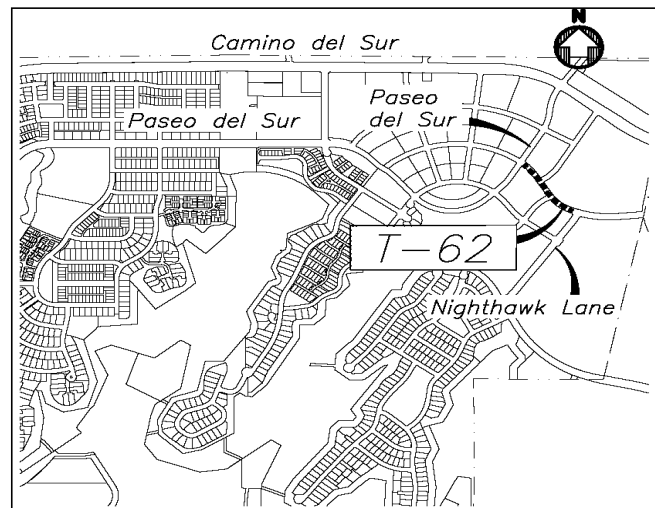 N
Camino del Sur
Paseo del Sur
Paseo
del Sur
T-62
Nighthawk Lane